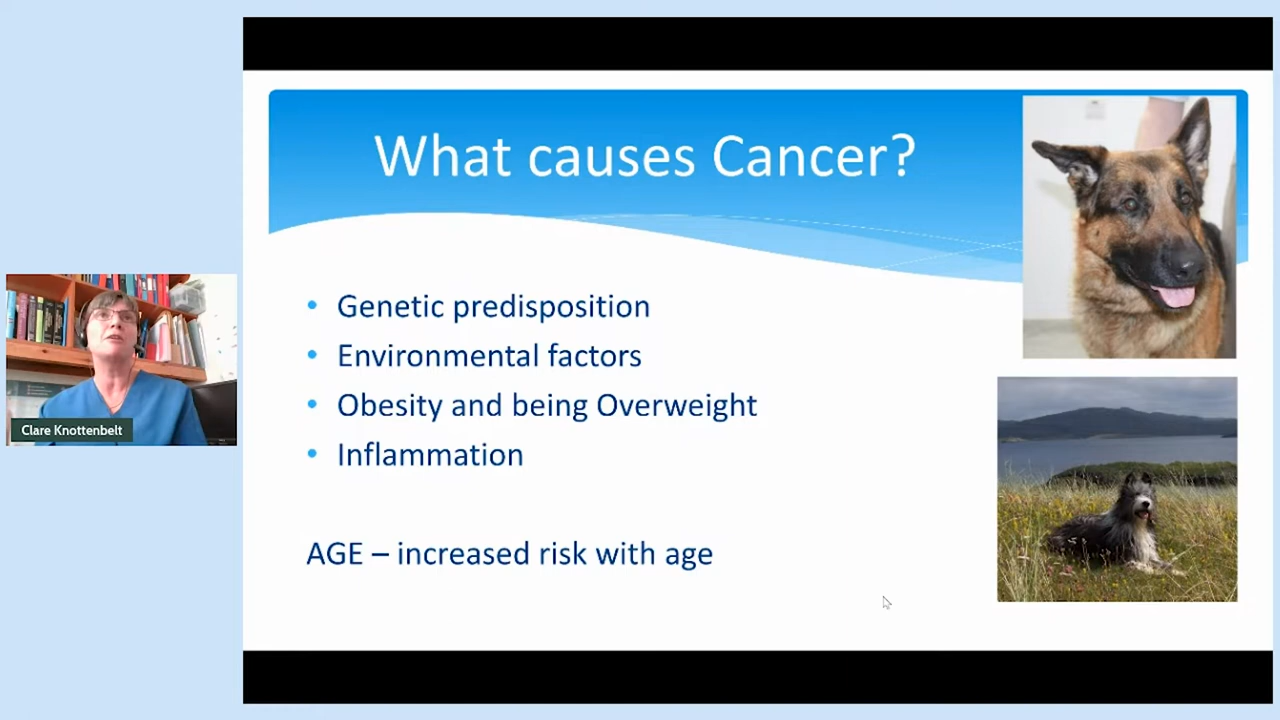 What causes Cancer?
• Genetic predisposition
• Environmental factors
• Obesity and being Overweight
• Inflammation
AGE – increased risk with age
Clare Knottenbelt